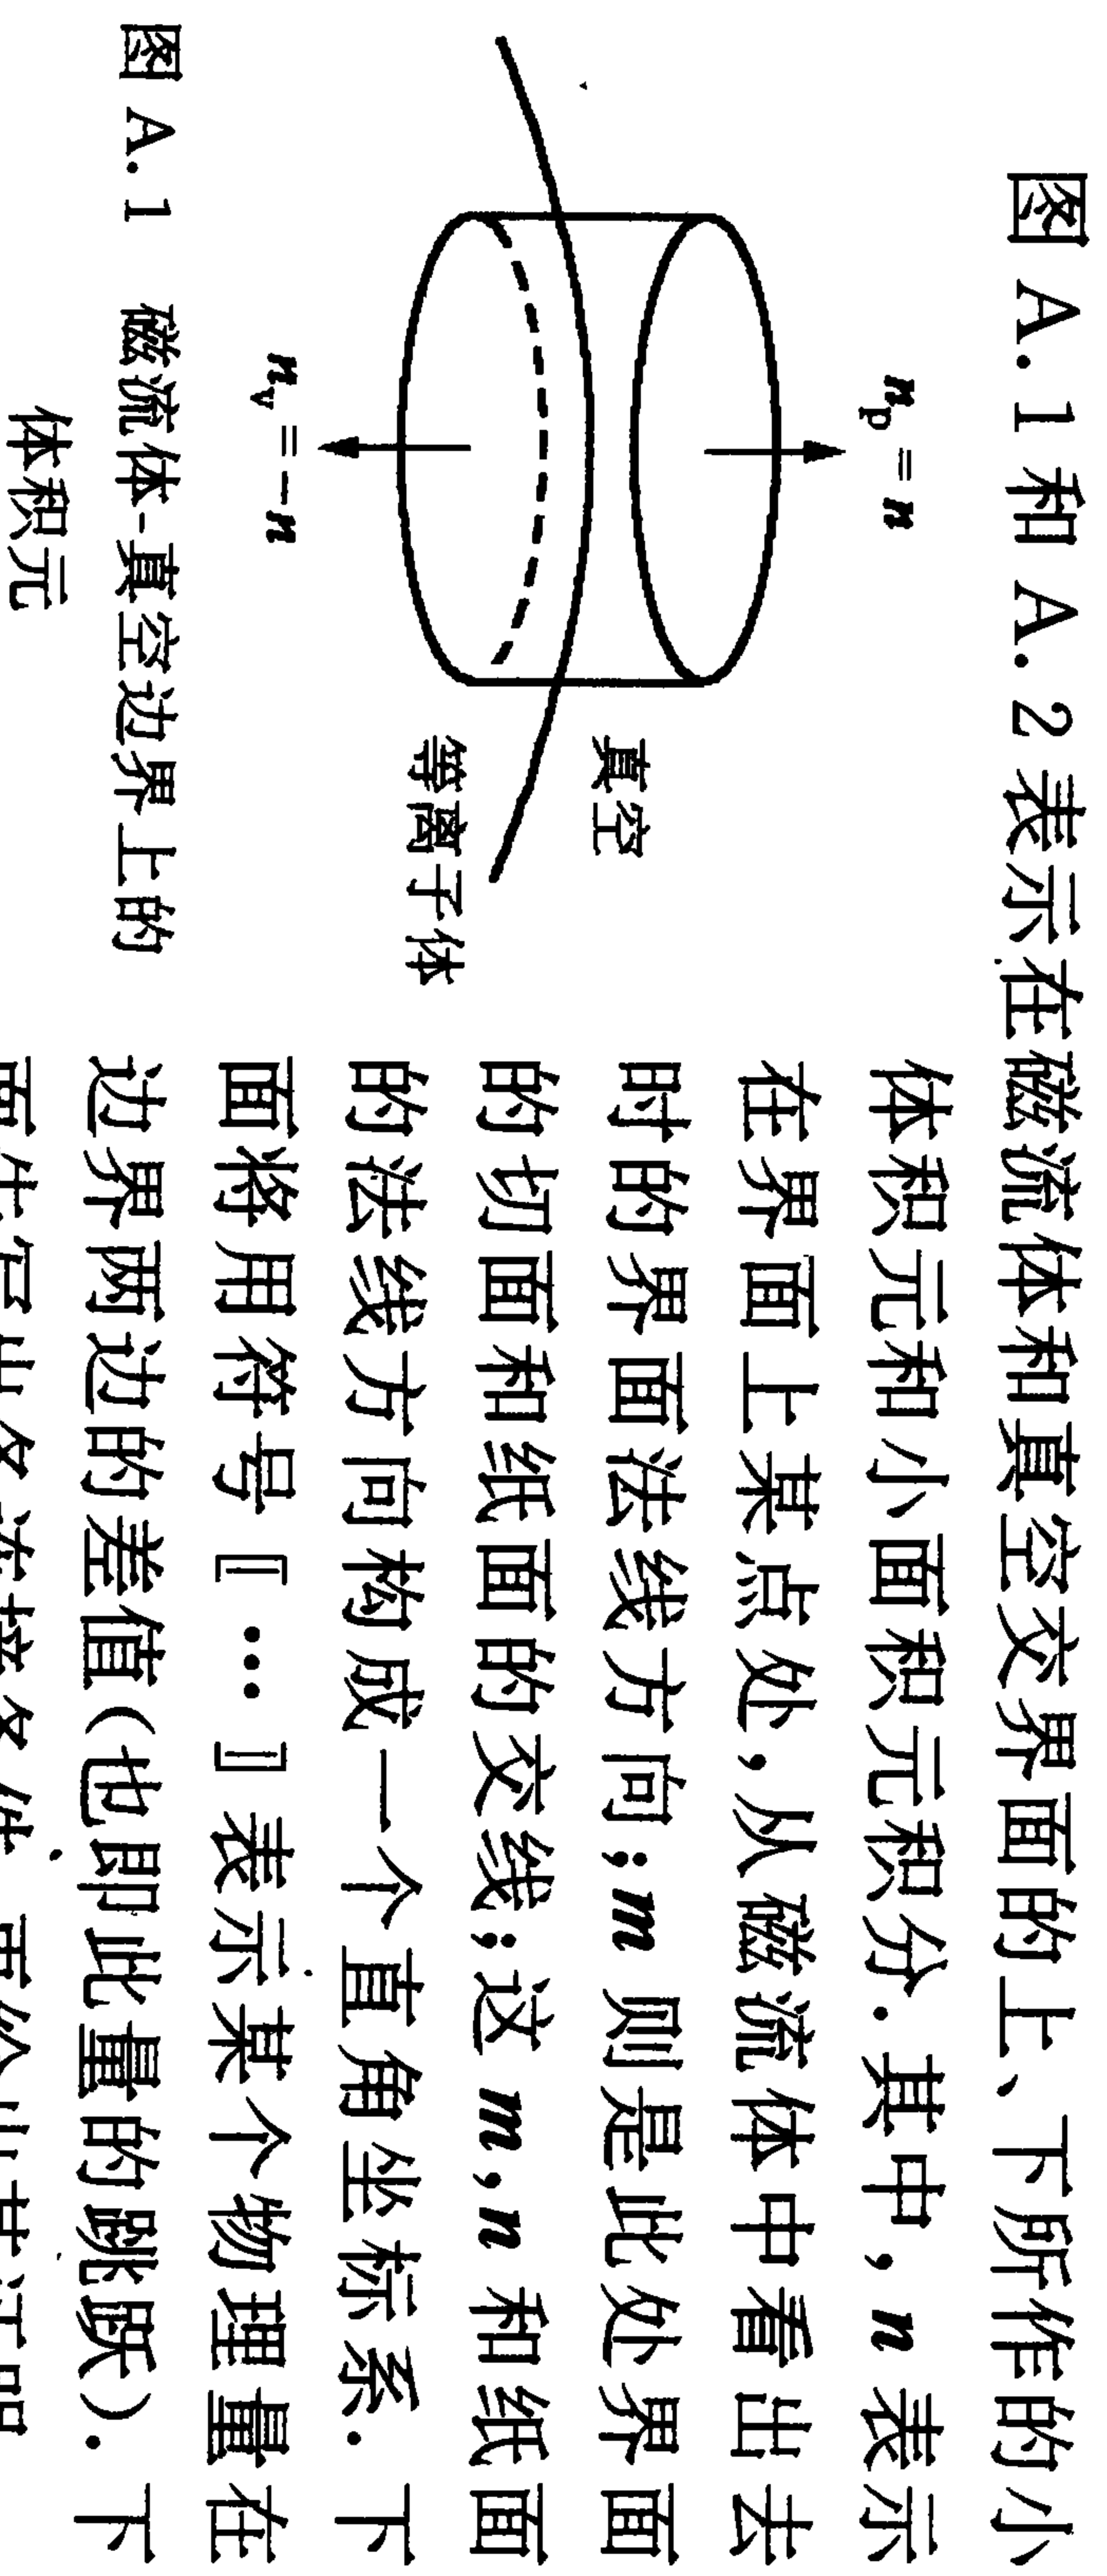 图 A.1 和 A.2 表示在磁流体和真空交界面的上、下所作的小
体积元和小面积元积分.其中,n 表示
在界面上某点处,从磁流体中看出去
时的界面法线方向;m 则是此处界面
的切面和纸面的交线;这 m,n 和纸面
的法线方向构成一个直角坐标系.下
面将用符号〚…〛表示某个物理量在
边界两边的差值(也即此量的跳跃).下
n_p = n
真空
等离子体
n_v = -n
图 A.1 磁流体-真空边界上的
体积元